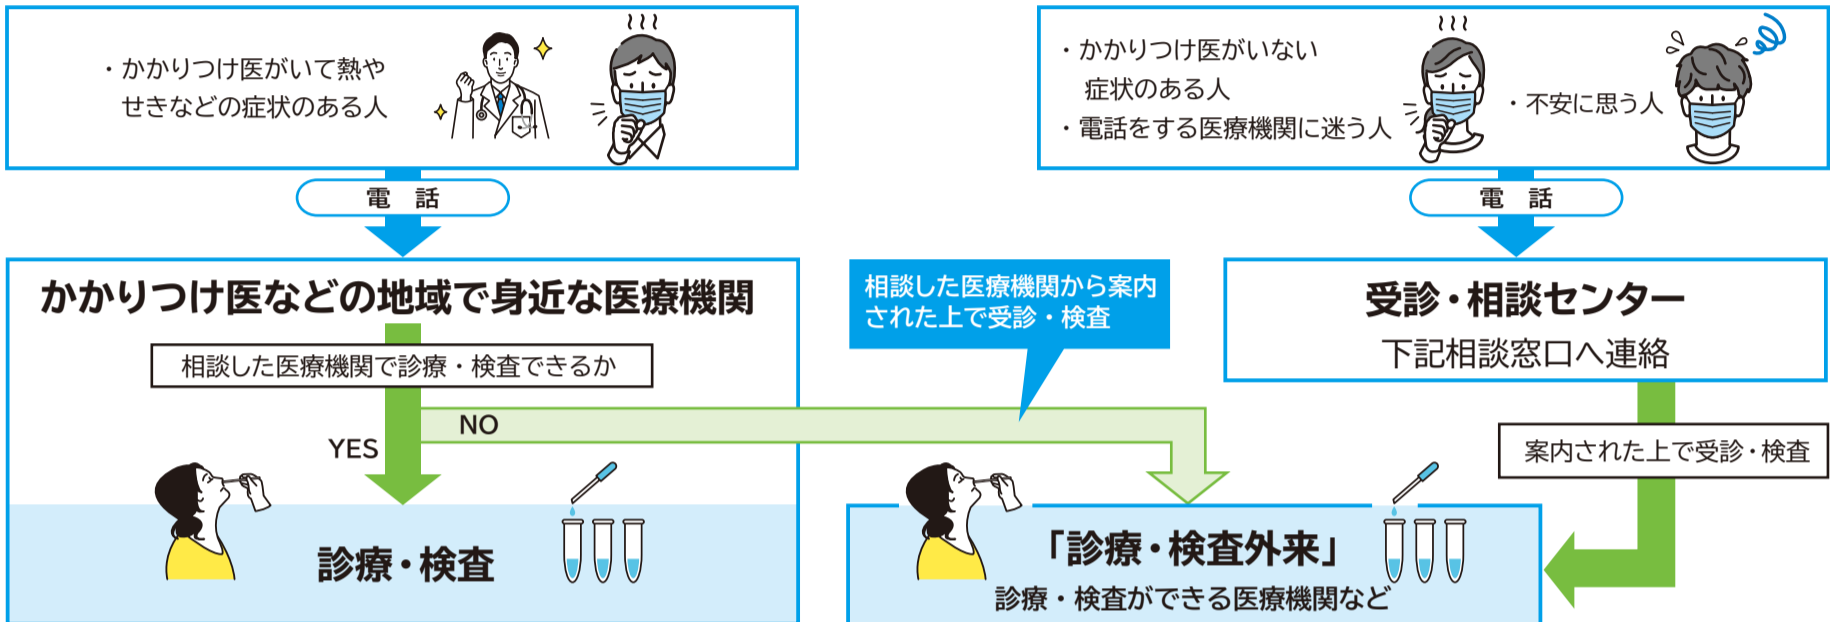 ・かかりつけ医がいて熱や
せきなどの症状のある人
・かかりつけ医がいない
症状のある人
・電話をする医療機関に迷う人
・不安に思う人
電　話
電　話
かかりつけ医などの地域で身近な医療機関
相談した医療機関で診療・検査できるか
YES
NO
相談した医療機関から案内
された上で受診・検査
受診・相談センター
下記相談窓口へ連絡
案内された上で受診・検査
診療・検査
「診療・検査外来」
診療・検査ができる医療機関など